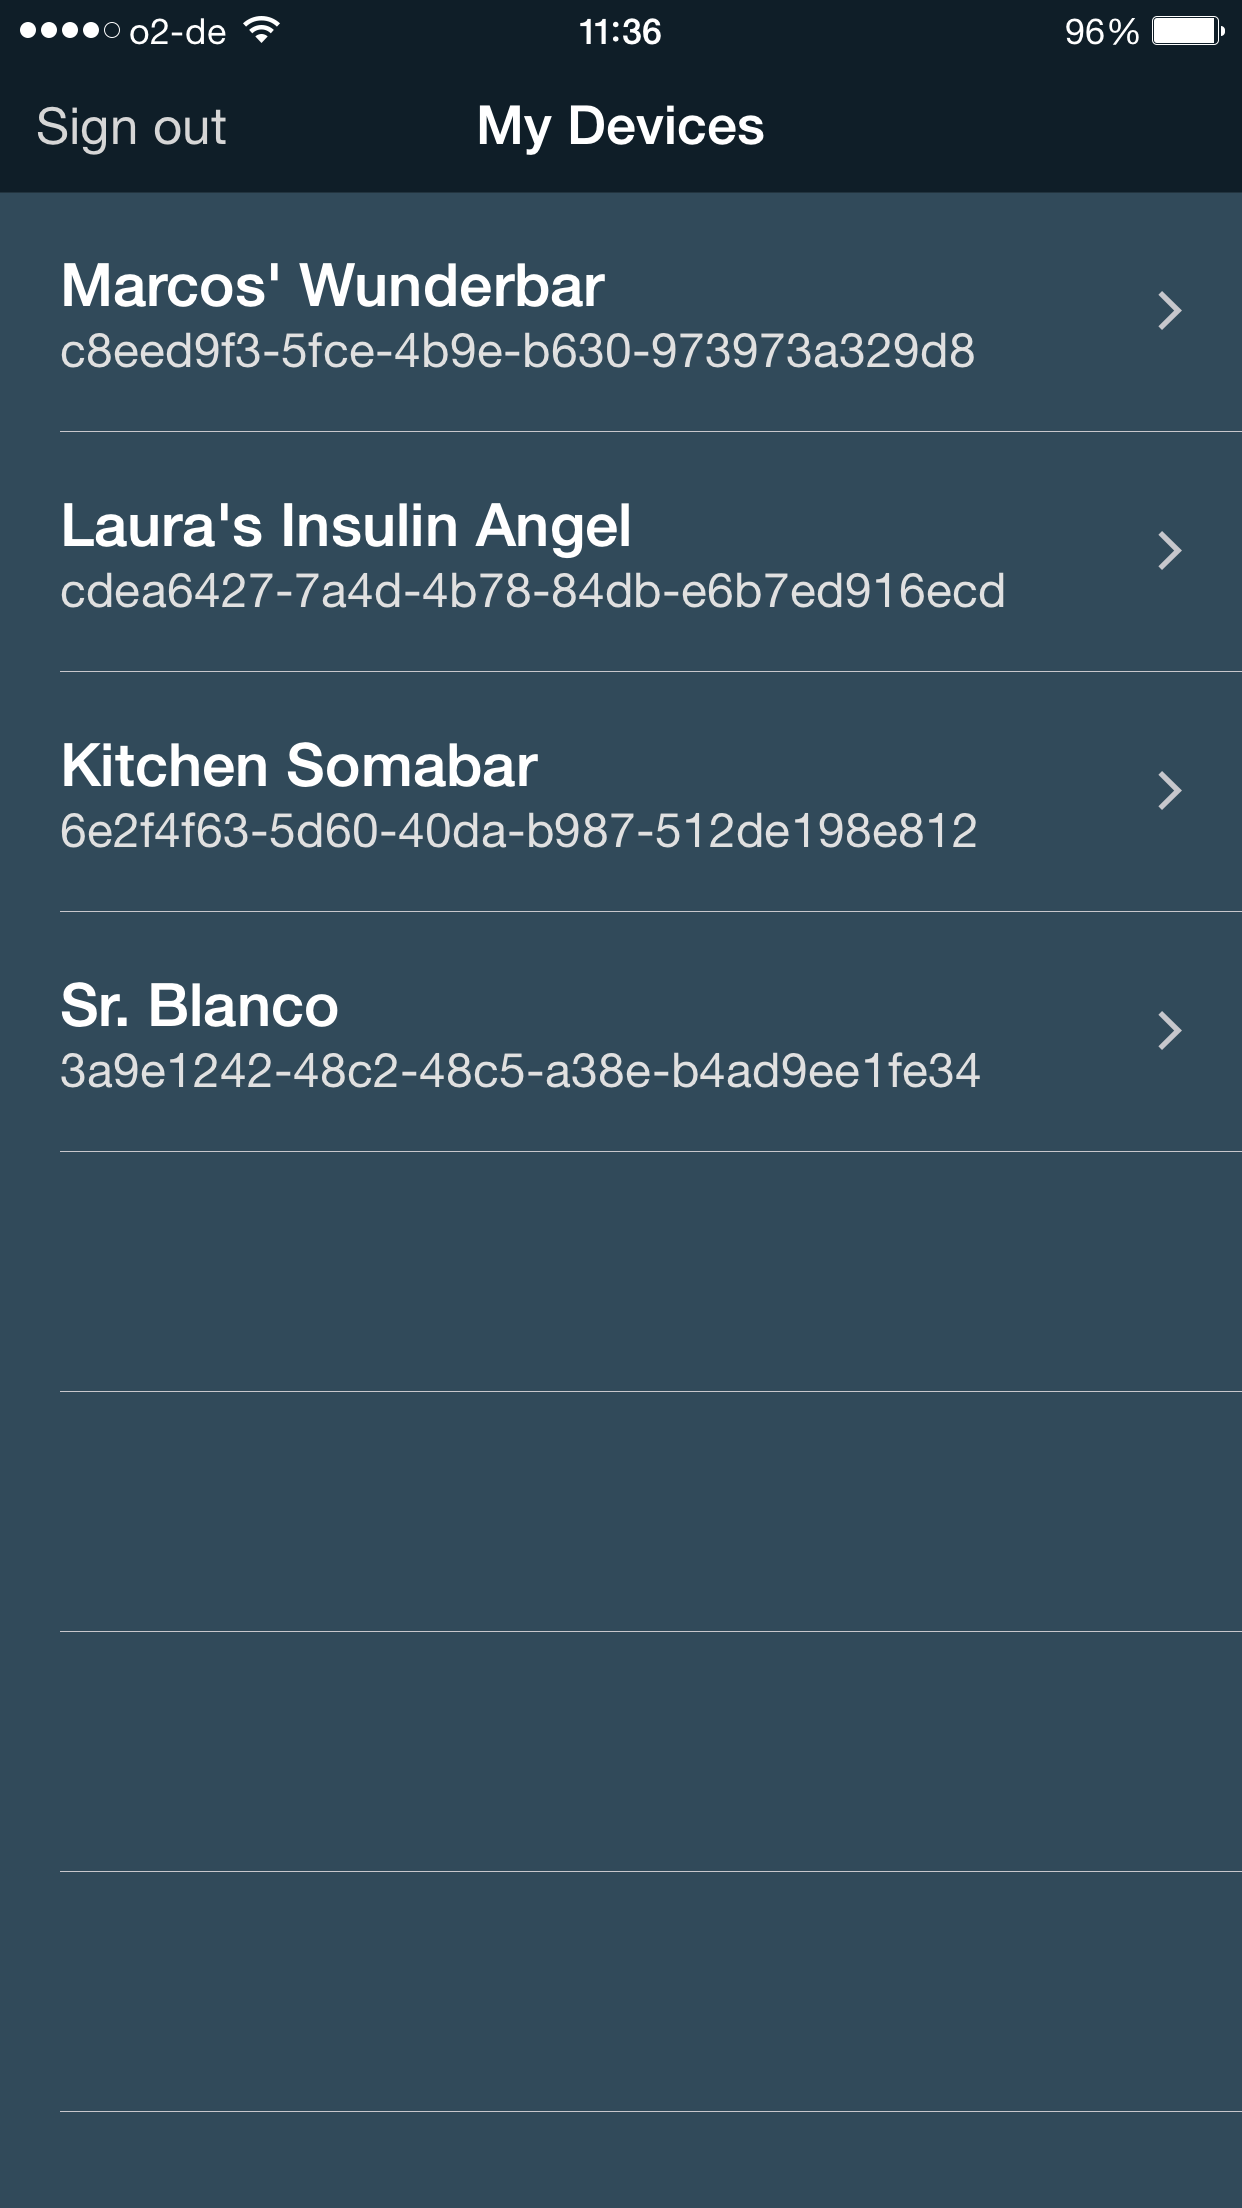 o2-de 11:36 96%
Sign out My Devices
Marcos' Wunderbar
c8eed9f3-5fce-4b9e-b630-973973a329d8
Laura's Insulin Angel
cdea6427-7a4d-4b78-84db-e6b7ed916ecd
Kitchen Somabar
6e2f4f63-5d60-40da-b987-512de198e812
Sr. Blanco
3a9e1242-48c2-48c5-a38e-b4ad9ee1fe34